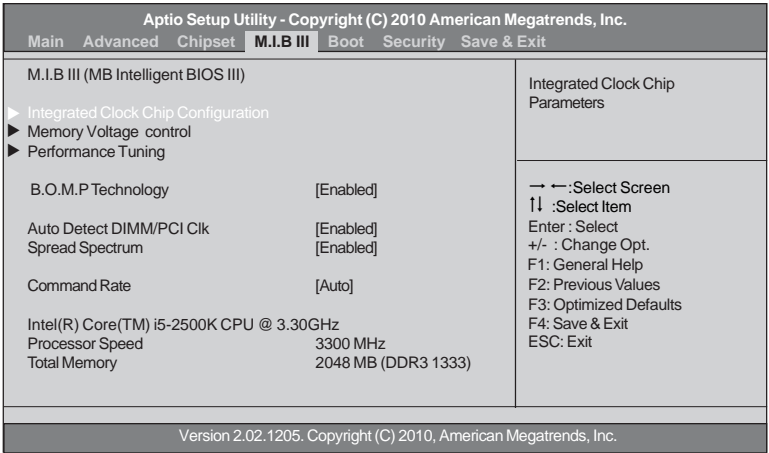 Aptio Setup Utility - Copyright (C) 2010 American Megatrends, Inc.
Main Advanced Chipset M.I.B III Boot Security Save & Exit
M.I.B III (MB Intelligent BIOS III)
Integrated Clock Chip Configuration
Memory Voltage control
Performance Tuning
B.O.M.P Technology [Enabled]
Auto Detect DIMM/PCI Clk [Enabled]
Spread Spectrum [Enabled]
Command Rate [Auto]
Intel(R) Core(TM) i5-2500K CPU @ 3.30GHz
Processor Speed 3300 MHz
Total Memory 2048 MB (DDR3 1333)
Integrated Clock Chip
Parameters
→ ←:Select Screen
↑↓ :Select Item
Enter : Select
+/- : Change Opt.
F1: General Help
F2: Previous Values
F3: Optimized Defaults
F4: Save & Exit
ESC: Exit
Version 2.02.1205. Copyright (C) 2010, American Megatrends, Inc.